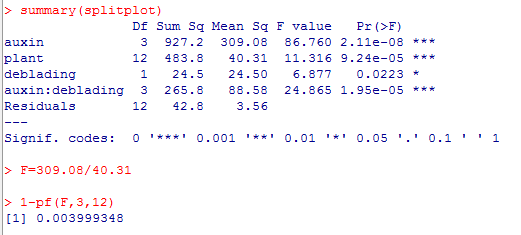 > summary(splitplot)
Df Sum Sq Mean Sq F value Pr(>F)
auxin 3 927.2 309.08 86.760 2.11e-08 ***
plant 12 483.8 40.31 11.316 9.24e-05 ***
deblading 1 24.5 24.50 6.877 0.0223 *
auxin:deblading 3 265.8 88.58 24.865 1.95e-05 ***
Residuals 12 42.8 3.56
---
Signif. codes: 0 '***' 0.001 '**' 0.01 '*' 0.05 '.' 0.1 ' ' 1
> F=309.08/40.31
> 1-pf(F,3,12)
[1] 0.003999348